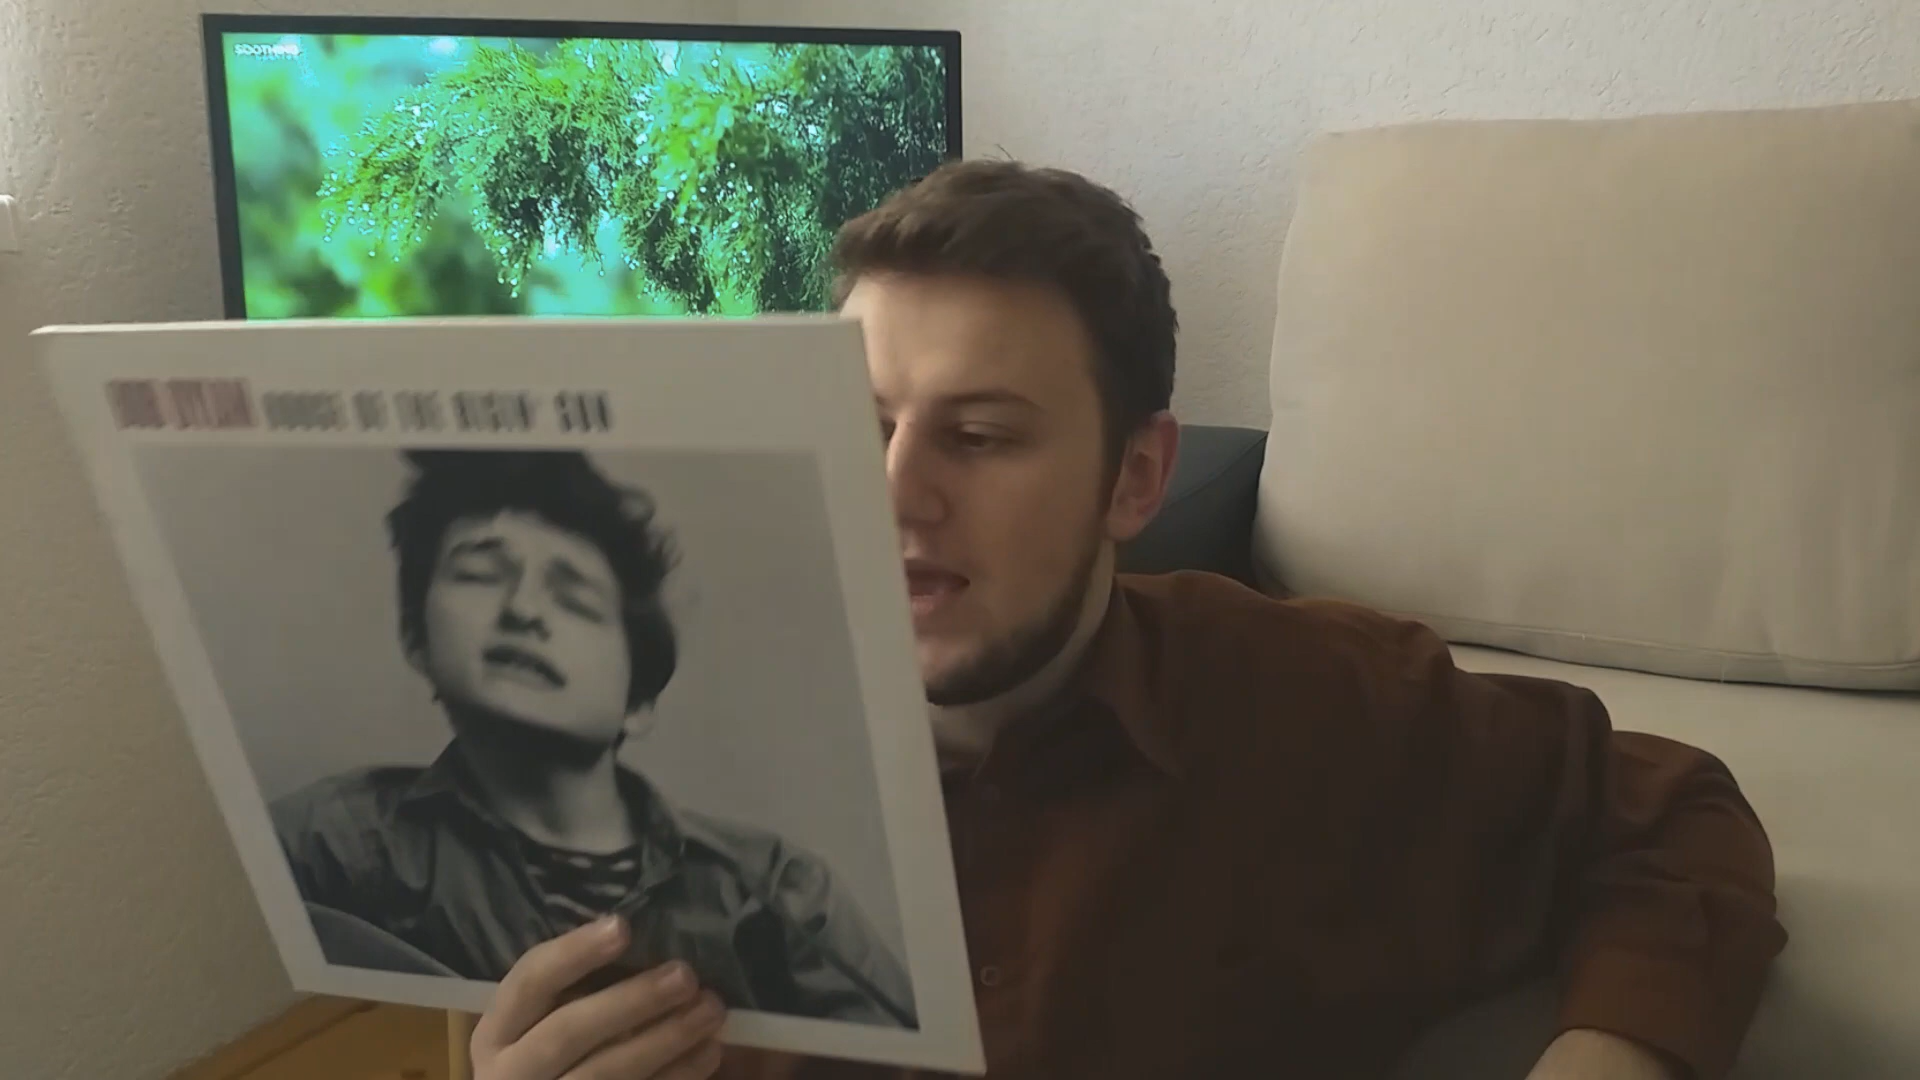 SOOTHING
BOB DYLAN HOUSE OF THE RISIN' SUN